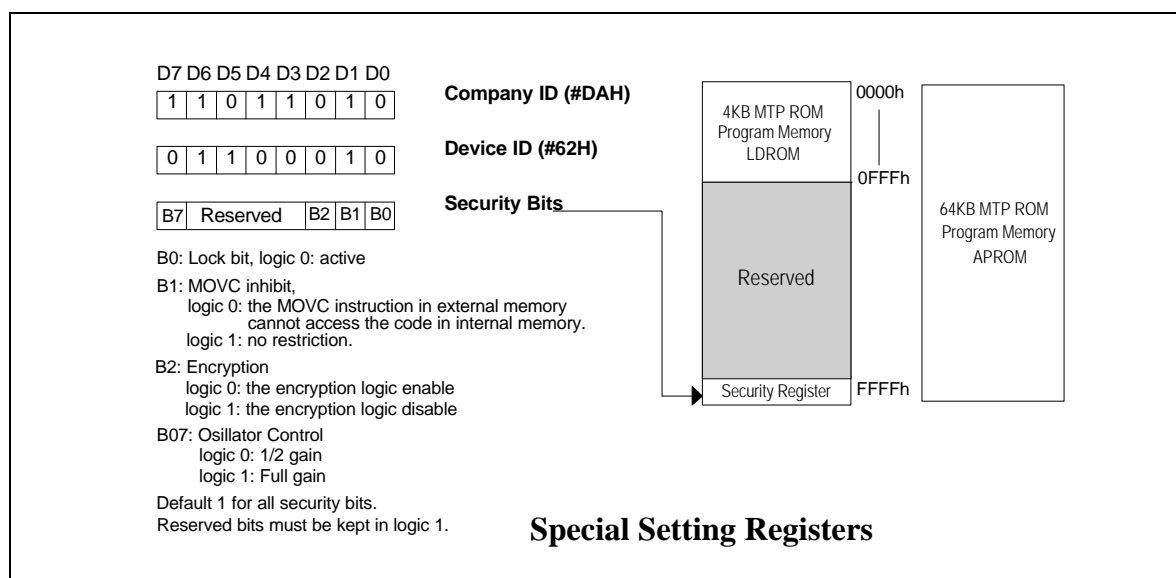 D7 D6 D5 D4 D3 D2 D1 D0
1 1 0 1 1 0 1 0
Company ID (#DAH)
0 1 1 0 0 0 1 0
Device ID (#62H)
B7 Reserved B2 B1 B0
Security Bits
B0: Lock bit, logic 0: active
B1: MOVC inhibit,
logic 0: the MOVC instruction in external memory
cannot access the code in internal memory.
logic 1: no restriction.
B2: Encryption
logic 0: the encryption logic enable
logic 1: the encryption logic disable
B07: Osillator Control
logic 0: 1/2 gain
logic 1: Full gain
Default 1 for all security bits.
Reserved bits must be kept in logic 1.
4KB MTP ROM
Program Memory
LDROM
0000h
0FFFh
Reserved
Security Register
FFFFh
64KB MTP ROM
Program Memory
APROM
Special Setting Registers